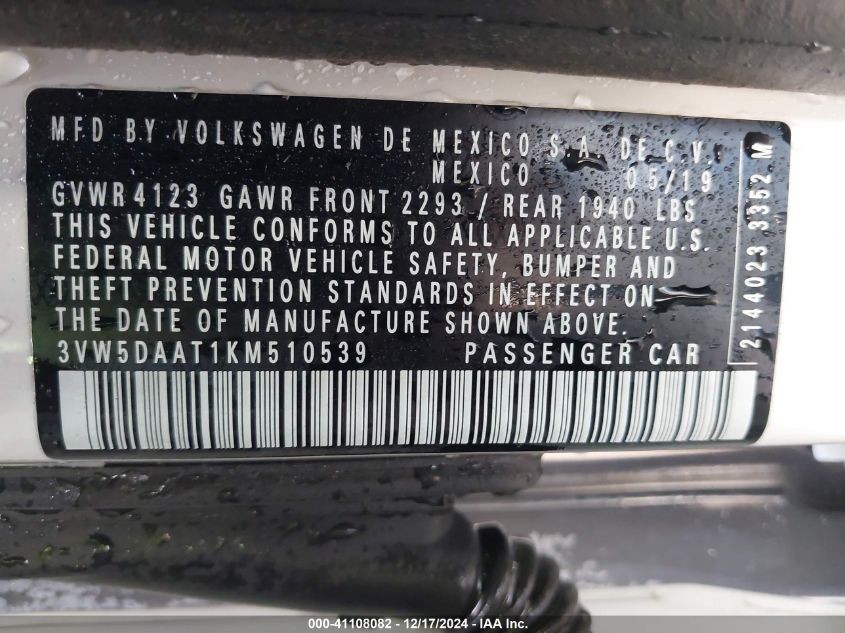 MFD BY VOLKSWAGEN DE MEXICO S.A. DE C.V.
MEXICO 05/19
GVWR 4123 GAWR FRONT 2293 / REAR 1940 LBS
THIS VEHICLE CONFORMS TO ALL APPLICABLE U.S.
FEDERAL MOTOR VEHICLE SAFETY, BUMPER AND
THEFT PREVENTION STANDARDS IN EFFECT ON
THE DATE OF MANUFACTURE SHOWN ABOVE.
3VW5DAAT1KM510539 PASSENGER CAR
2144023 3352 M
000-41108082 - 12/17/2024 - IAA Inc.